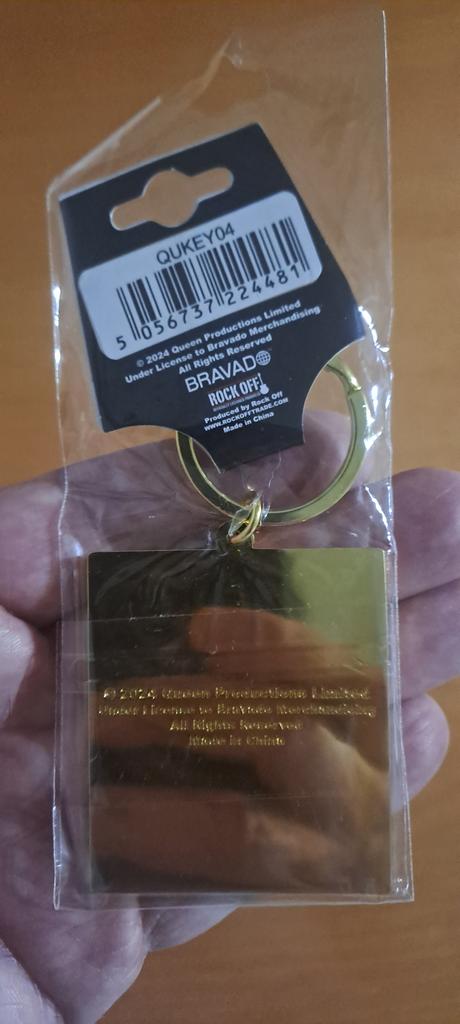 QUKEY04
5 056737 224481
© 2024 Queen Productions Limited
Under License to Bravado Merchandising
All Rights Reserved
BRAVADO
ROCK OFF!
Produced by Rock Off
WWW.ROCKOFFTRADE.COM
Made in China
© 2024 Queen Productions Limited
Under License to Bravado Merchandising
All Rights Reserved
Made in China